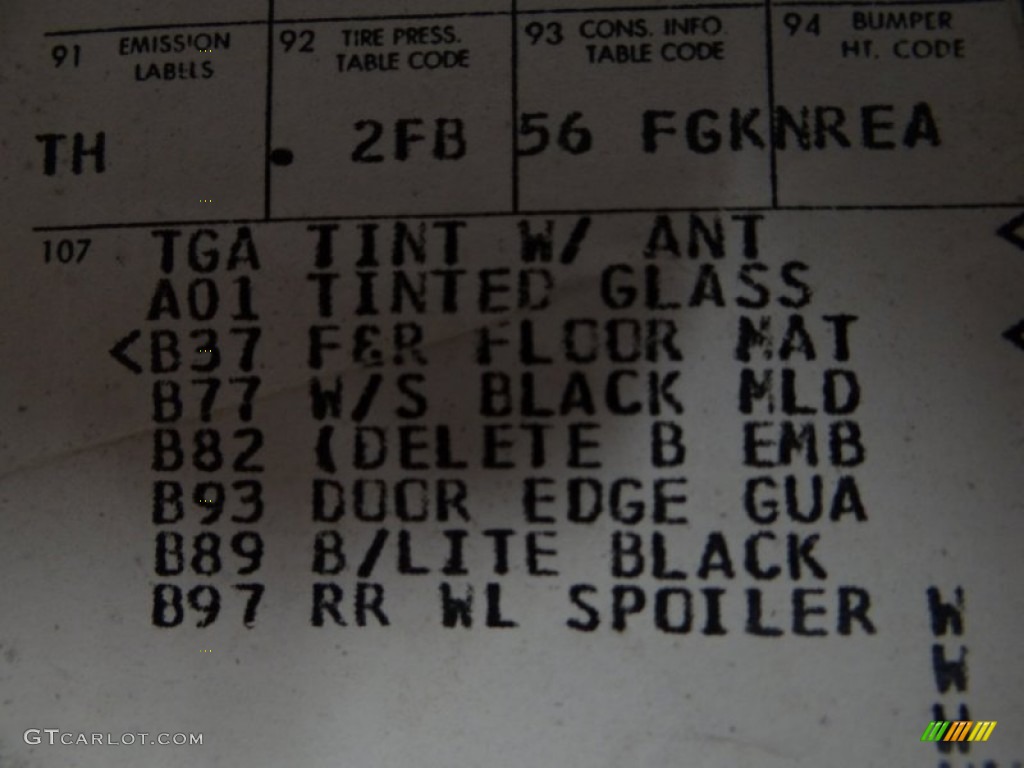 91 EMISSION LABELS
92 TIRE PRESS. TABLE CODE
93 CONS. INFO TABLE CODE
94 BUMPER HT. CODE
TH . 2FB 56 FGKNREA
107 TGA TINT W/ ANT <
A01 TINTED GLASS
<B37 F&R FLOOR MAT <
B77 W/S BLACK MLD
B82 (DELETE B EMB
B93 DOOR EDGE GUA
B89 B/LITE BLACK
B97 RR WL SPOILER W
W
W
GTCARLOT.COM